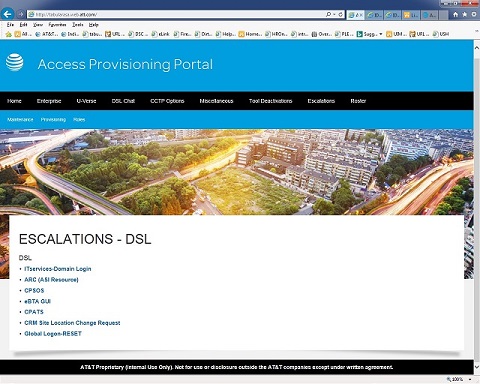 http://tabularasa.web.att.com/
File Edit View Favorites Tools Help
Access Provisioning Portal
Home Enterprise U-Verse DSL Chat CCTP Options Miscellaneous Tool Deactivations Escalations Roster
Maintenance Provisioning Roles
ESCALATIONS - DSL
DSL
ITservices-Domain Login
ARC (ASI Resource)
CPSOS
eBTA GUI
CPATS
CRM Site Location Change Request
Global Logon-RESET
AT&T Proprietary (Internal Use Only). Not for use or disclosure outside the AT&T companies except under written agreement.
100%